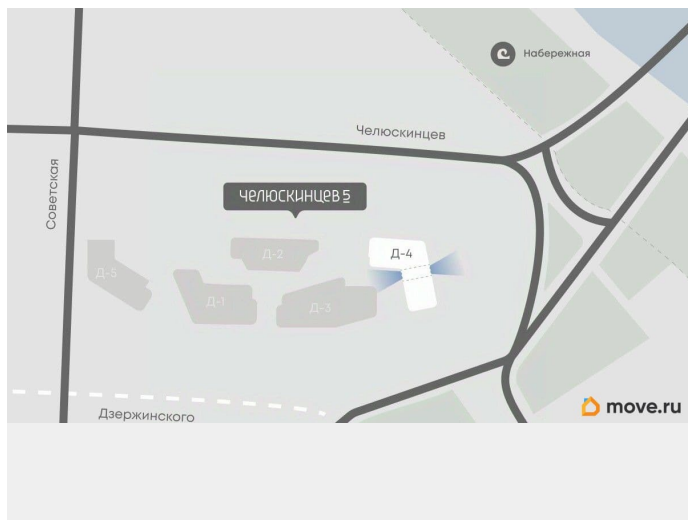 Набережная
Челюскинцев
Советская
челюскинцев 5
Д-2
Д-4
Д-5
Д-1
Д-3
Дзержинского
move.ru